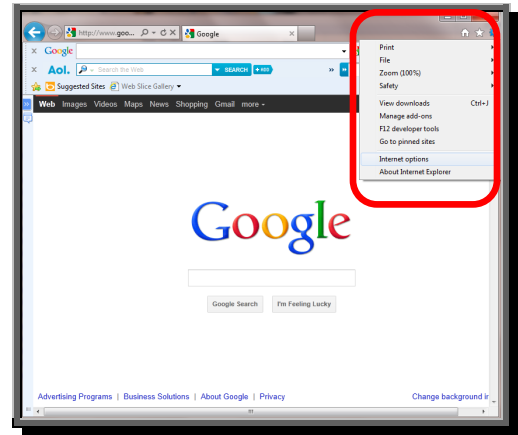 http://www.goo...
Google
Google
Aol.
Search the Web
SEARCH
+ ADD
»
Suggested Sites
Web Slice Gallery
Web Images Videos Maps News Shopping Gmail more
Print
File
Zoom (100%)
Safety
View downloads Ctrl+J
Manage add-ons
F12 developer tools
Go to pinned sites
Internet options
About Internet Explorer
Google
Google Search
I'm Feeling Lucky
Advertising Programs | Business Solutions | About Google | Privacy
Change background